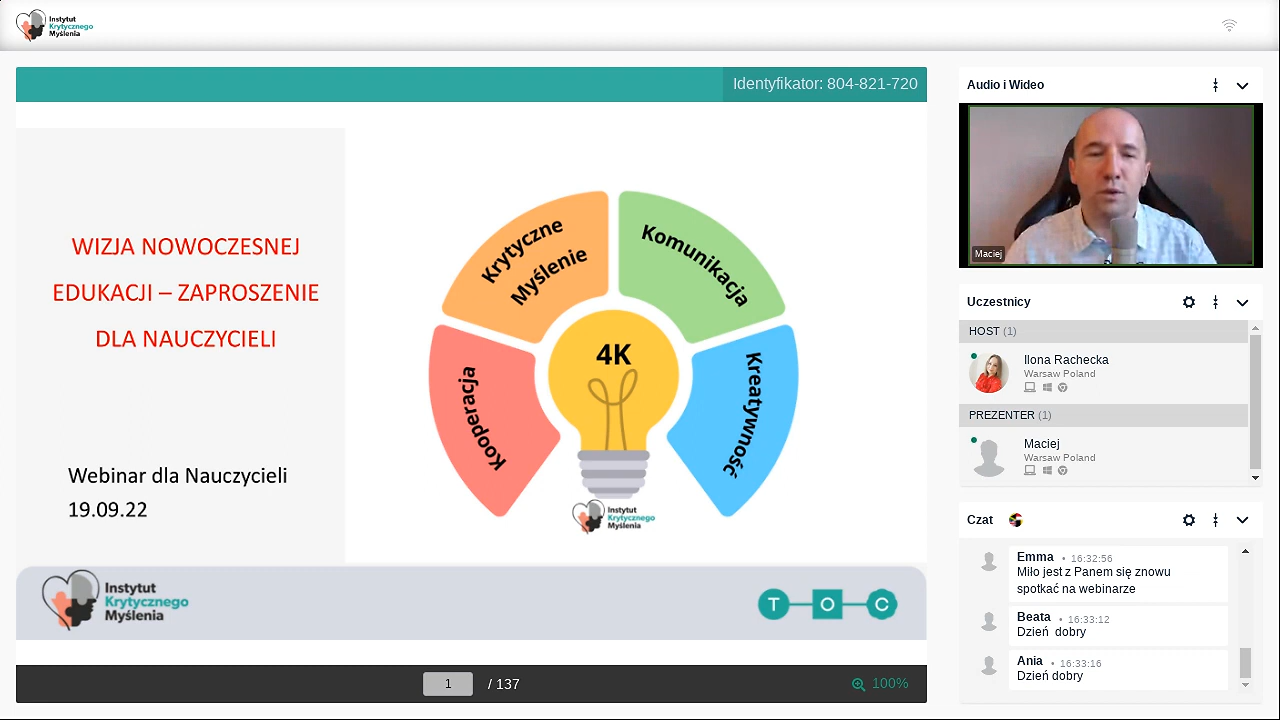 Instytut
Krytycznego
Myślenia
Identyfikator: 804-821-720
WIZJA NOWOCZESNEJ
EDUKACJI – ZAPROSZENIE
DLA NAUCZYCIELI
Webinar dla Nauczycieli
19.09.22
Krytyczne
Myślenie
Komunikacja
Kooperacja
4K
Kreatywność
Instytut
Krytycznego
Myślenia
Instytut
Krytycznego
Myślenia
T O C
1 / 137
100%
Audio i Wideo
Maciej
Uczestnicy
HOST (1)
Ilona Rachecka
Warsaw Poland
PREZENTER (1)
Maciej
Warsaw Poland
Czat
Emma • 16:32:56
Miło jest z Panem się znowu
spotkać na webinarze
Beata • 16:33:12
Dzień dobry
Ania • 16:33:16
Dzień dobry